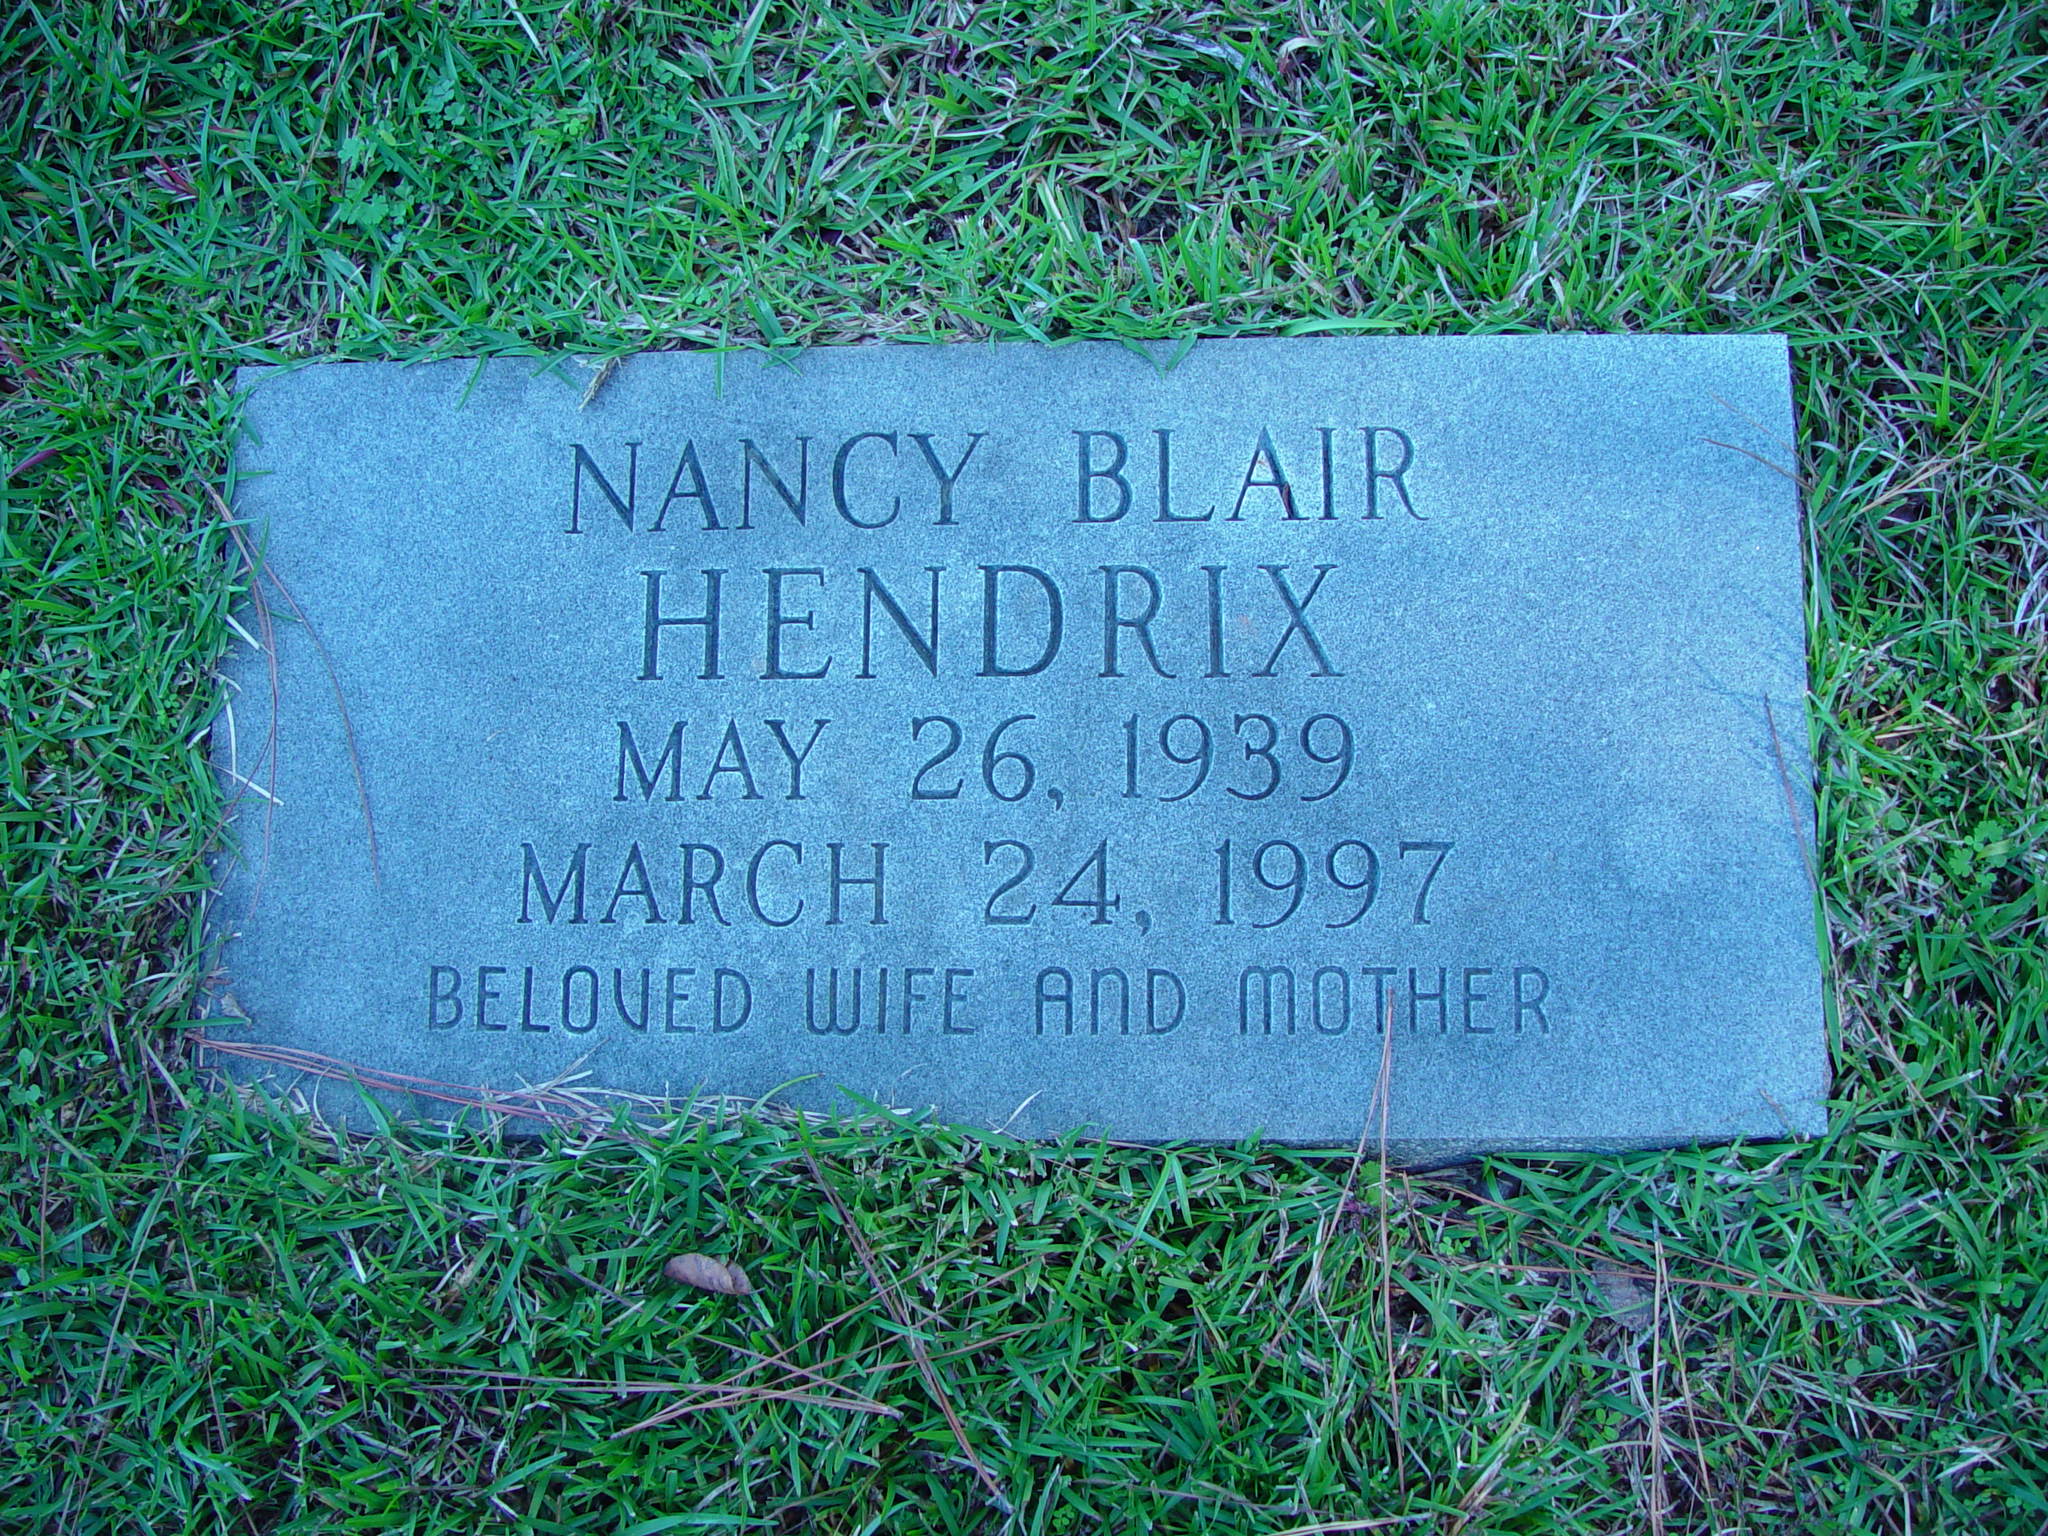 NANCY BLAIR
HENDRIX
MAY 26, 1939
MARCH 24, 1997
BELOVED WIFE AND MOTHER